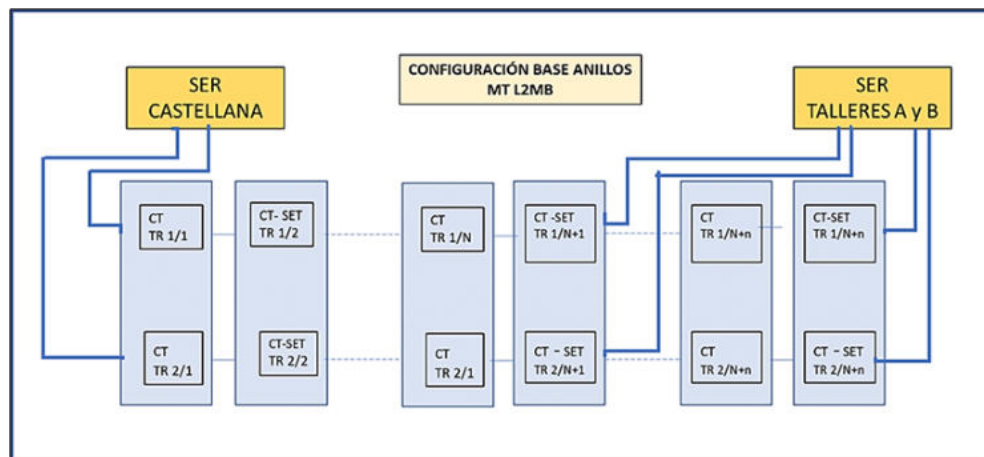 CONFIGURACIÓN BASE ANILLOS
MT L2MB
SER
CASTELLANA
SER
TALLERES A y B
CT
TR 1/1
CT- SET
TR 1/2
CT
TR 1/N
CT -SET
TR 1/N+1
CT
TR 1/N+n
CT-SET
TR 1/N+n
CT
TR 2/1
CT-SET
TR 2/2
CT
TR 2/1
CT – SET
TR 2/N+1
CT
TR 2/N+n
CT – SET
TR 2/N+n